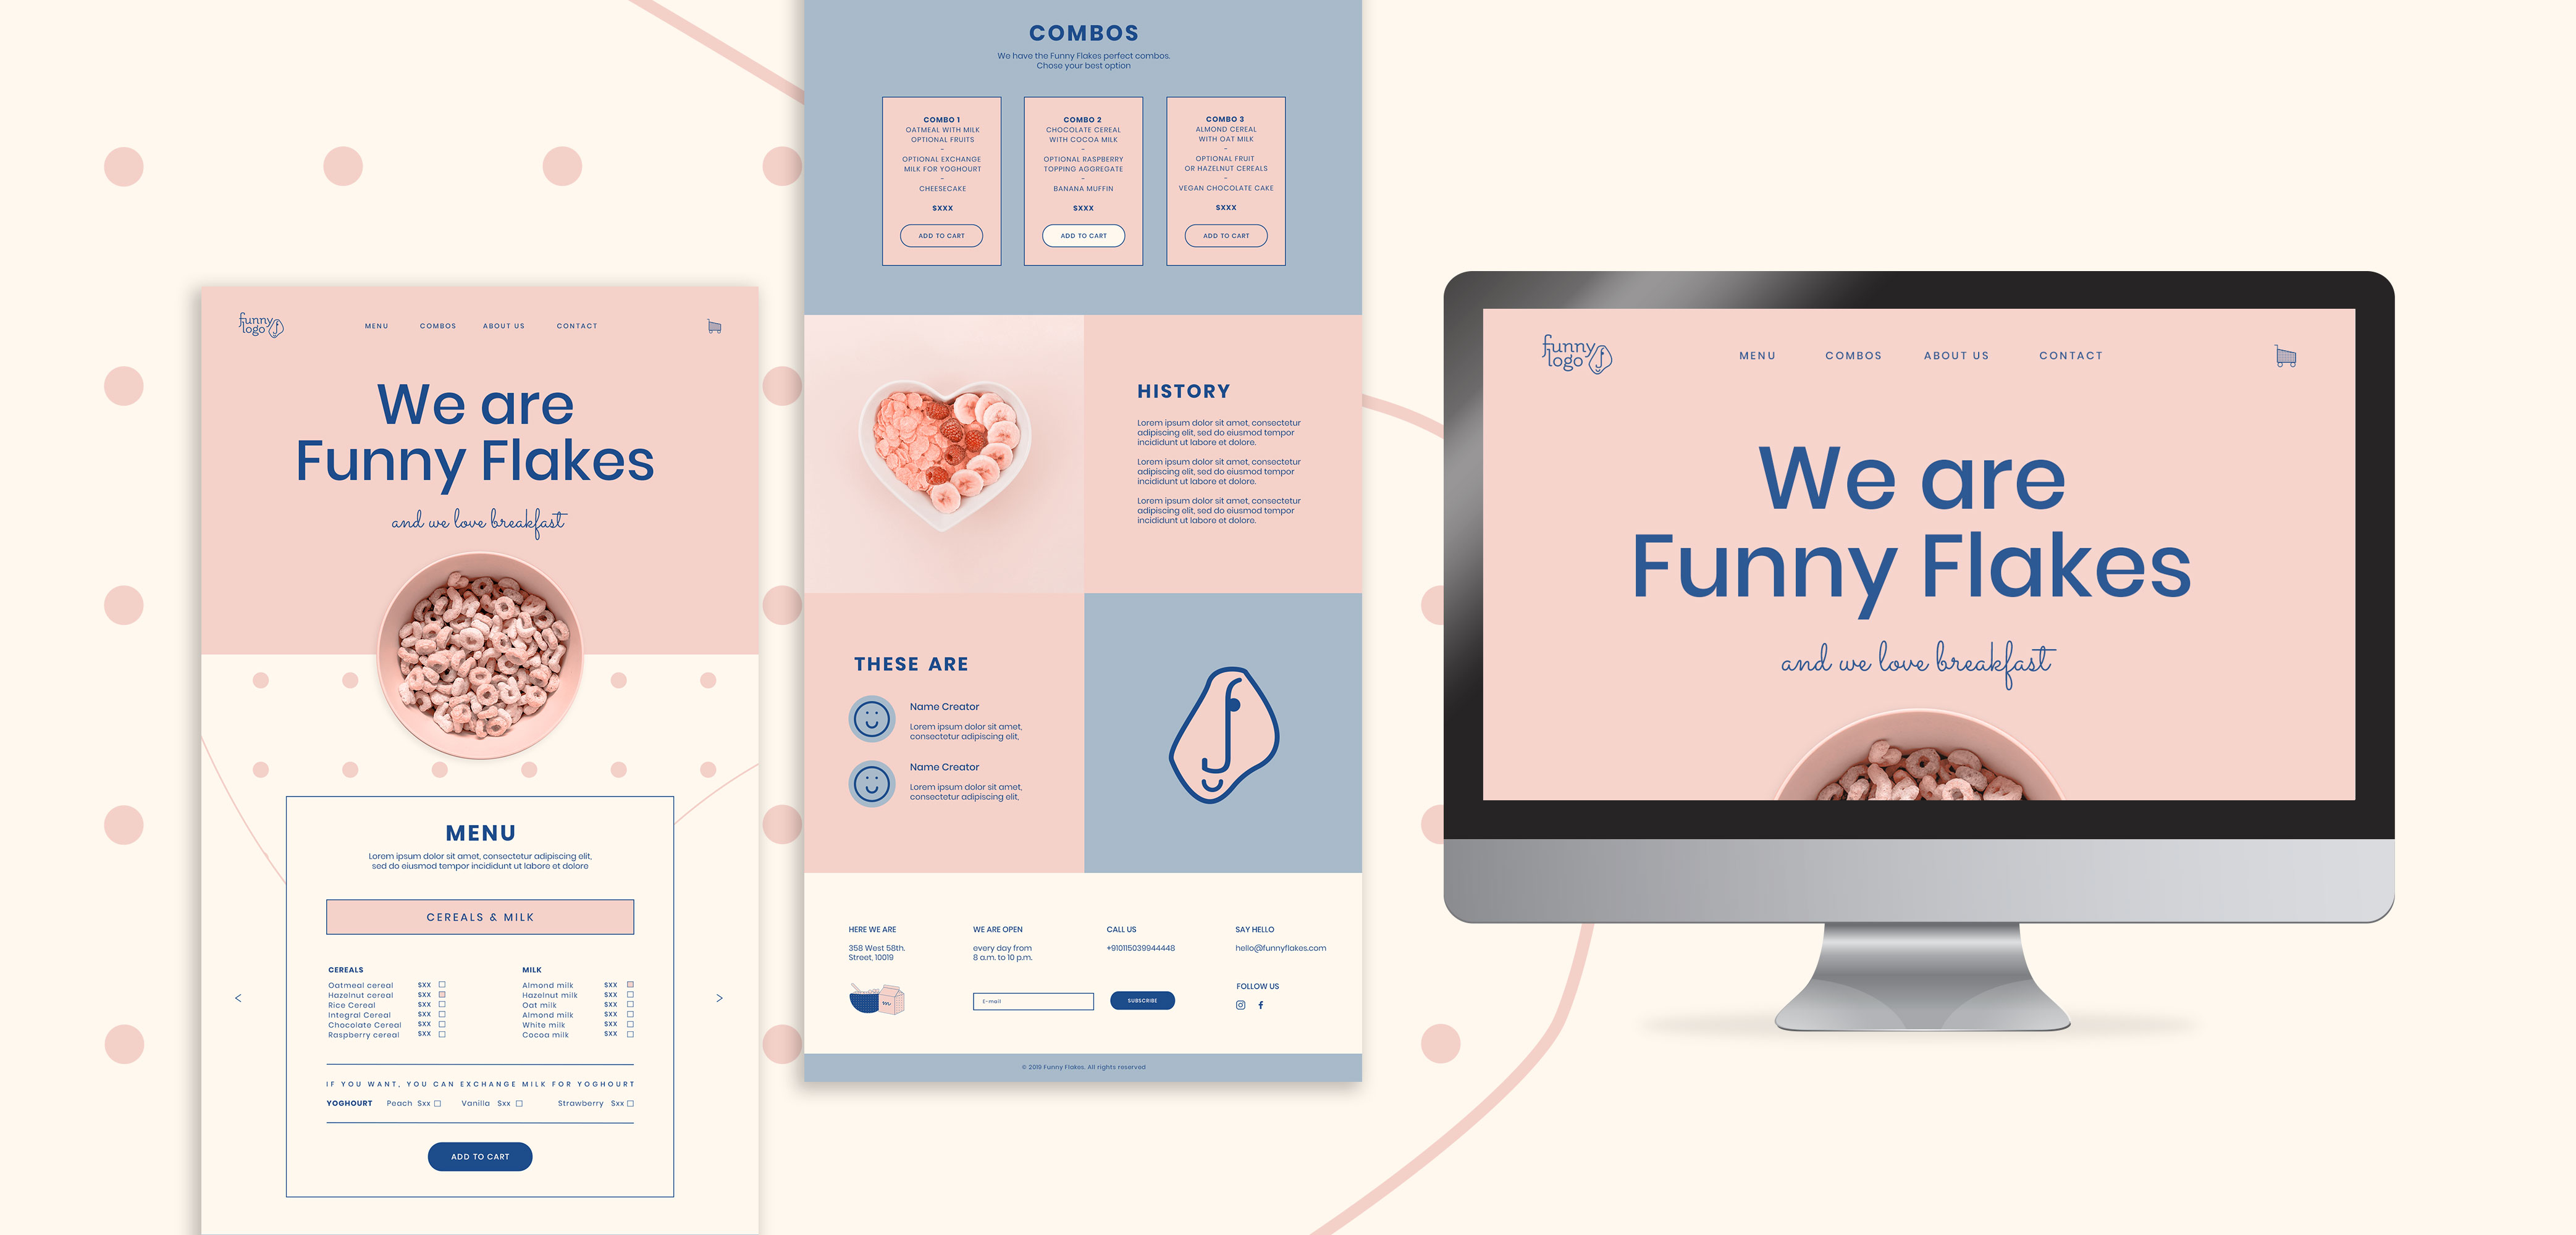 funny
logo
MENU COMBOS ABOUT US CONTACT
We are
Funny Flakes
and we love breakfast
MENU
Lorem ipsum dolor sit amet, consectetur adipiscing elit,
sed do eiusmod tempor incididunt ut labore et dolore
CEREALS & MILK
<
>
CEREALS
Oatmeal cereal $XX
Hazelnut cereal $XX
Rice Cereal $XX
Integral Cereal $XX
Chocolate Cereal $XX
Raspberry cereal $XX
MILK
Almond milk $XX
Hazelnut milk $XX
Oat milk $XX
Almond milk $XX
White milk $XX
Cocoa milk $XX
IF YOU WANT, YOU CAN EXCHANGE MILK FOR YOGHOURT
YOGHOURT Peach $xx Vanilla $xx Strawberry $xx
ADD TO CART
COMBOS
We have the Funny Flakes perfect combos.
Chose your best option
COMBO 1
OATMEAL WITH MILK
OPTIONAL FRUITS
-
OPTIONAL EXCHANGE
MILK FOR YOGHOURT
-
CHEESECAKE
$XXX
ADD TO CART
COMBO 2
CHOCOLATE CEREAL
WITH COCOA MILK
-
OPTIONAL RASPBERRY
TOPPING AGGREGATE
-
BANANA MUFFIN
$XXX
ADD TO CART
COMBO 3
ALMOND CEREAL
WITH OAT MILK
-
OPTIONAL FRUIT
OR HAZELNUT CEREALS
-
VEGAN CHOCOLATE CAKE
$XXX
ADD TO CART
HISTORY
Lorem ipsum dolor sit amet, consectetur
adipiscing elit, sed do eiusmod tempor
incididunt ut labore et dolore.
Lorem ipsum dolor sit amet, consectetur
adipiscing elit, sed do eiusmod tempor
incididunt ut labore et dolore.
Lorem ipsum dolor sit amet, consectetur
adipiscing elit, sed do eiusmod tempor
incididunt ut labore et dolore.
THESE ARE
Name Creator
Lorem ipsum dolor sit amet,
consectetur adipiscing elit,
Name Creator
Lorem ipsum dolor sit amet,
consectetur adipiscing elit,
HERE WE ARE
358 West 58th.
Street, 10019
WE ARE OPEN
every day from
8 a.m. to 10 p.m.
CALL US
+910115039944448
SAY HELLO
hello@funnyflakes.com
E-mail
SUBSCRIBE
FOLLOW US
© 2019 Funny Flakes. All rights reserved
funny
logo
MENU COMBOS ABOUT US CONTACT
We are
Funny Flakes
and we love breakfast